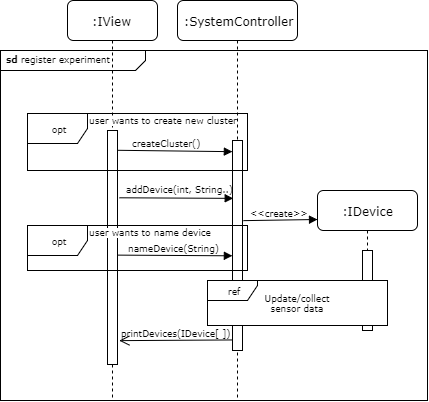 :IView
:SystemController
sd register experiment
user wants to create new cluster
opt
createCluster()
addDevice(int, String..)
<<create>>
:IDevice
user wants to name device
opt
nameDevice(String)
ref
Update/collect
sensor data
printDevices(IDevice[ ])